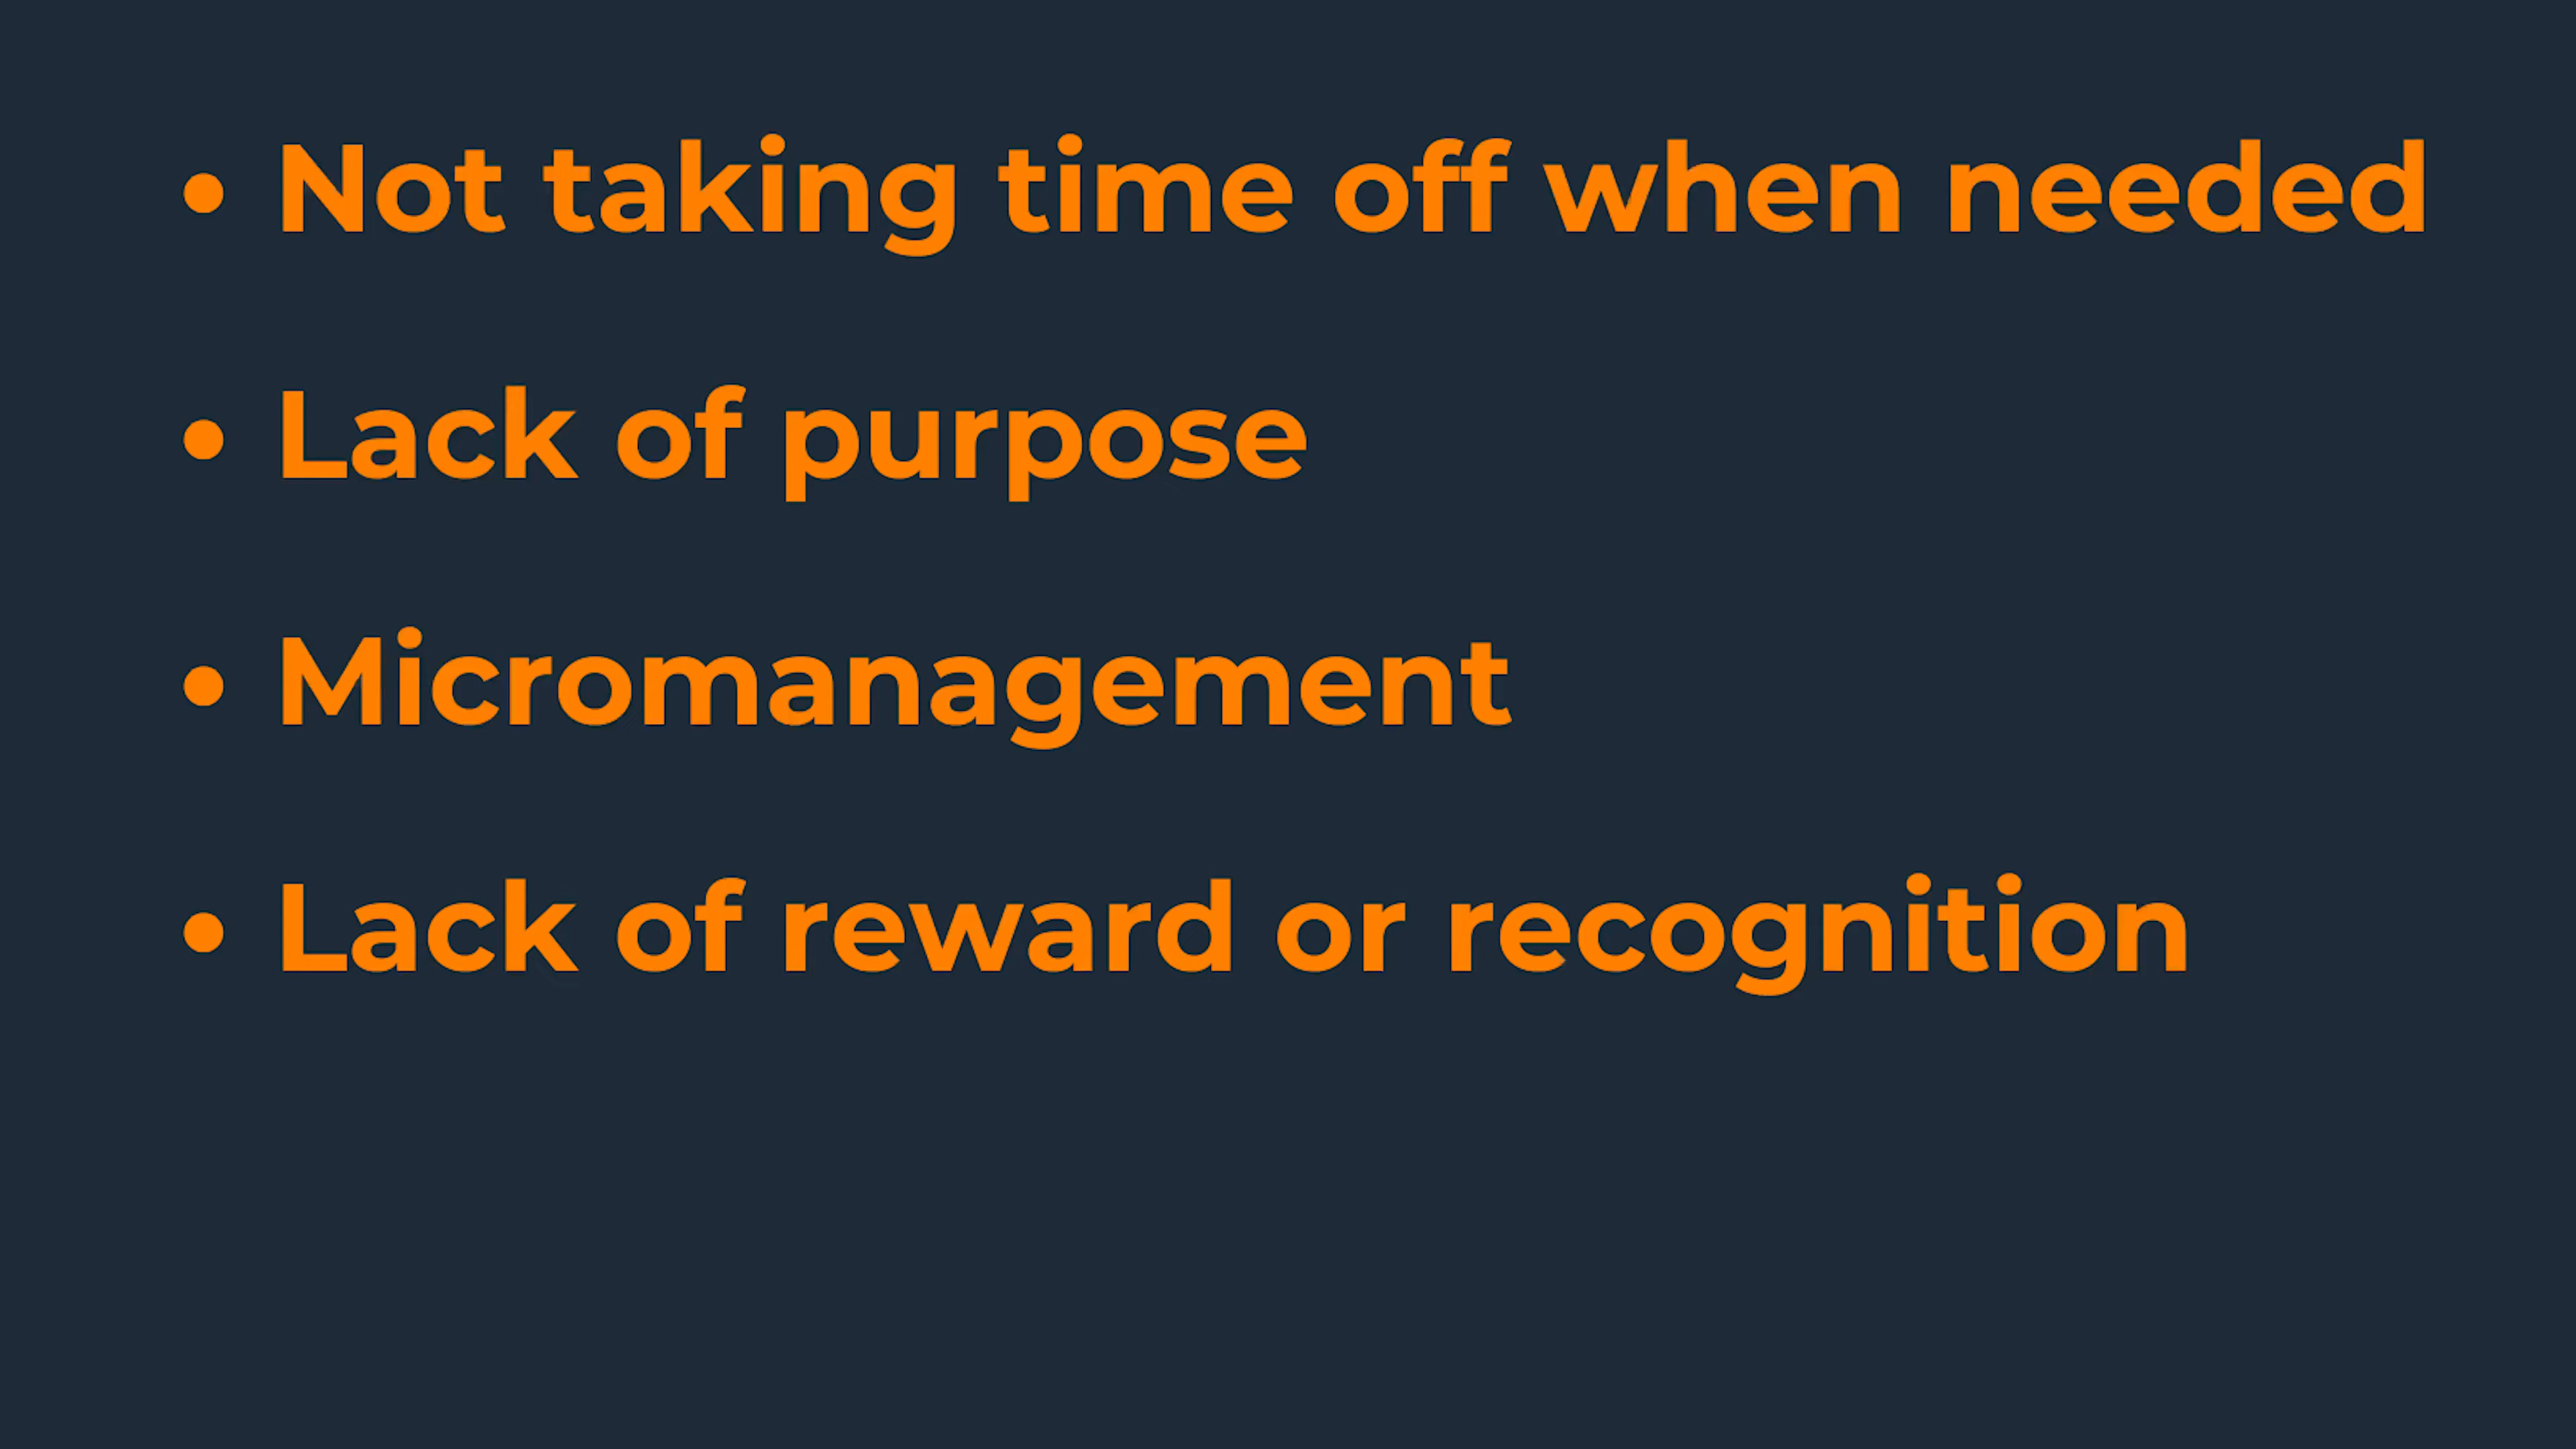 • Not taking time off when needed
• Lack of purpose
• Micromanagement
• Lack of reward or recognition